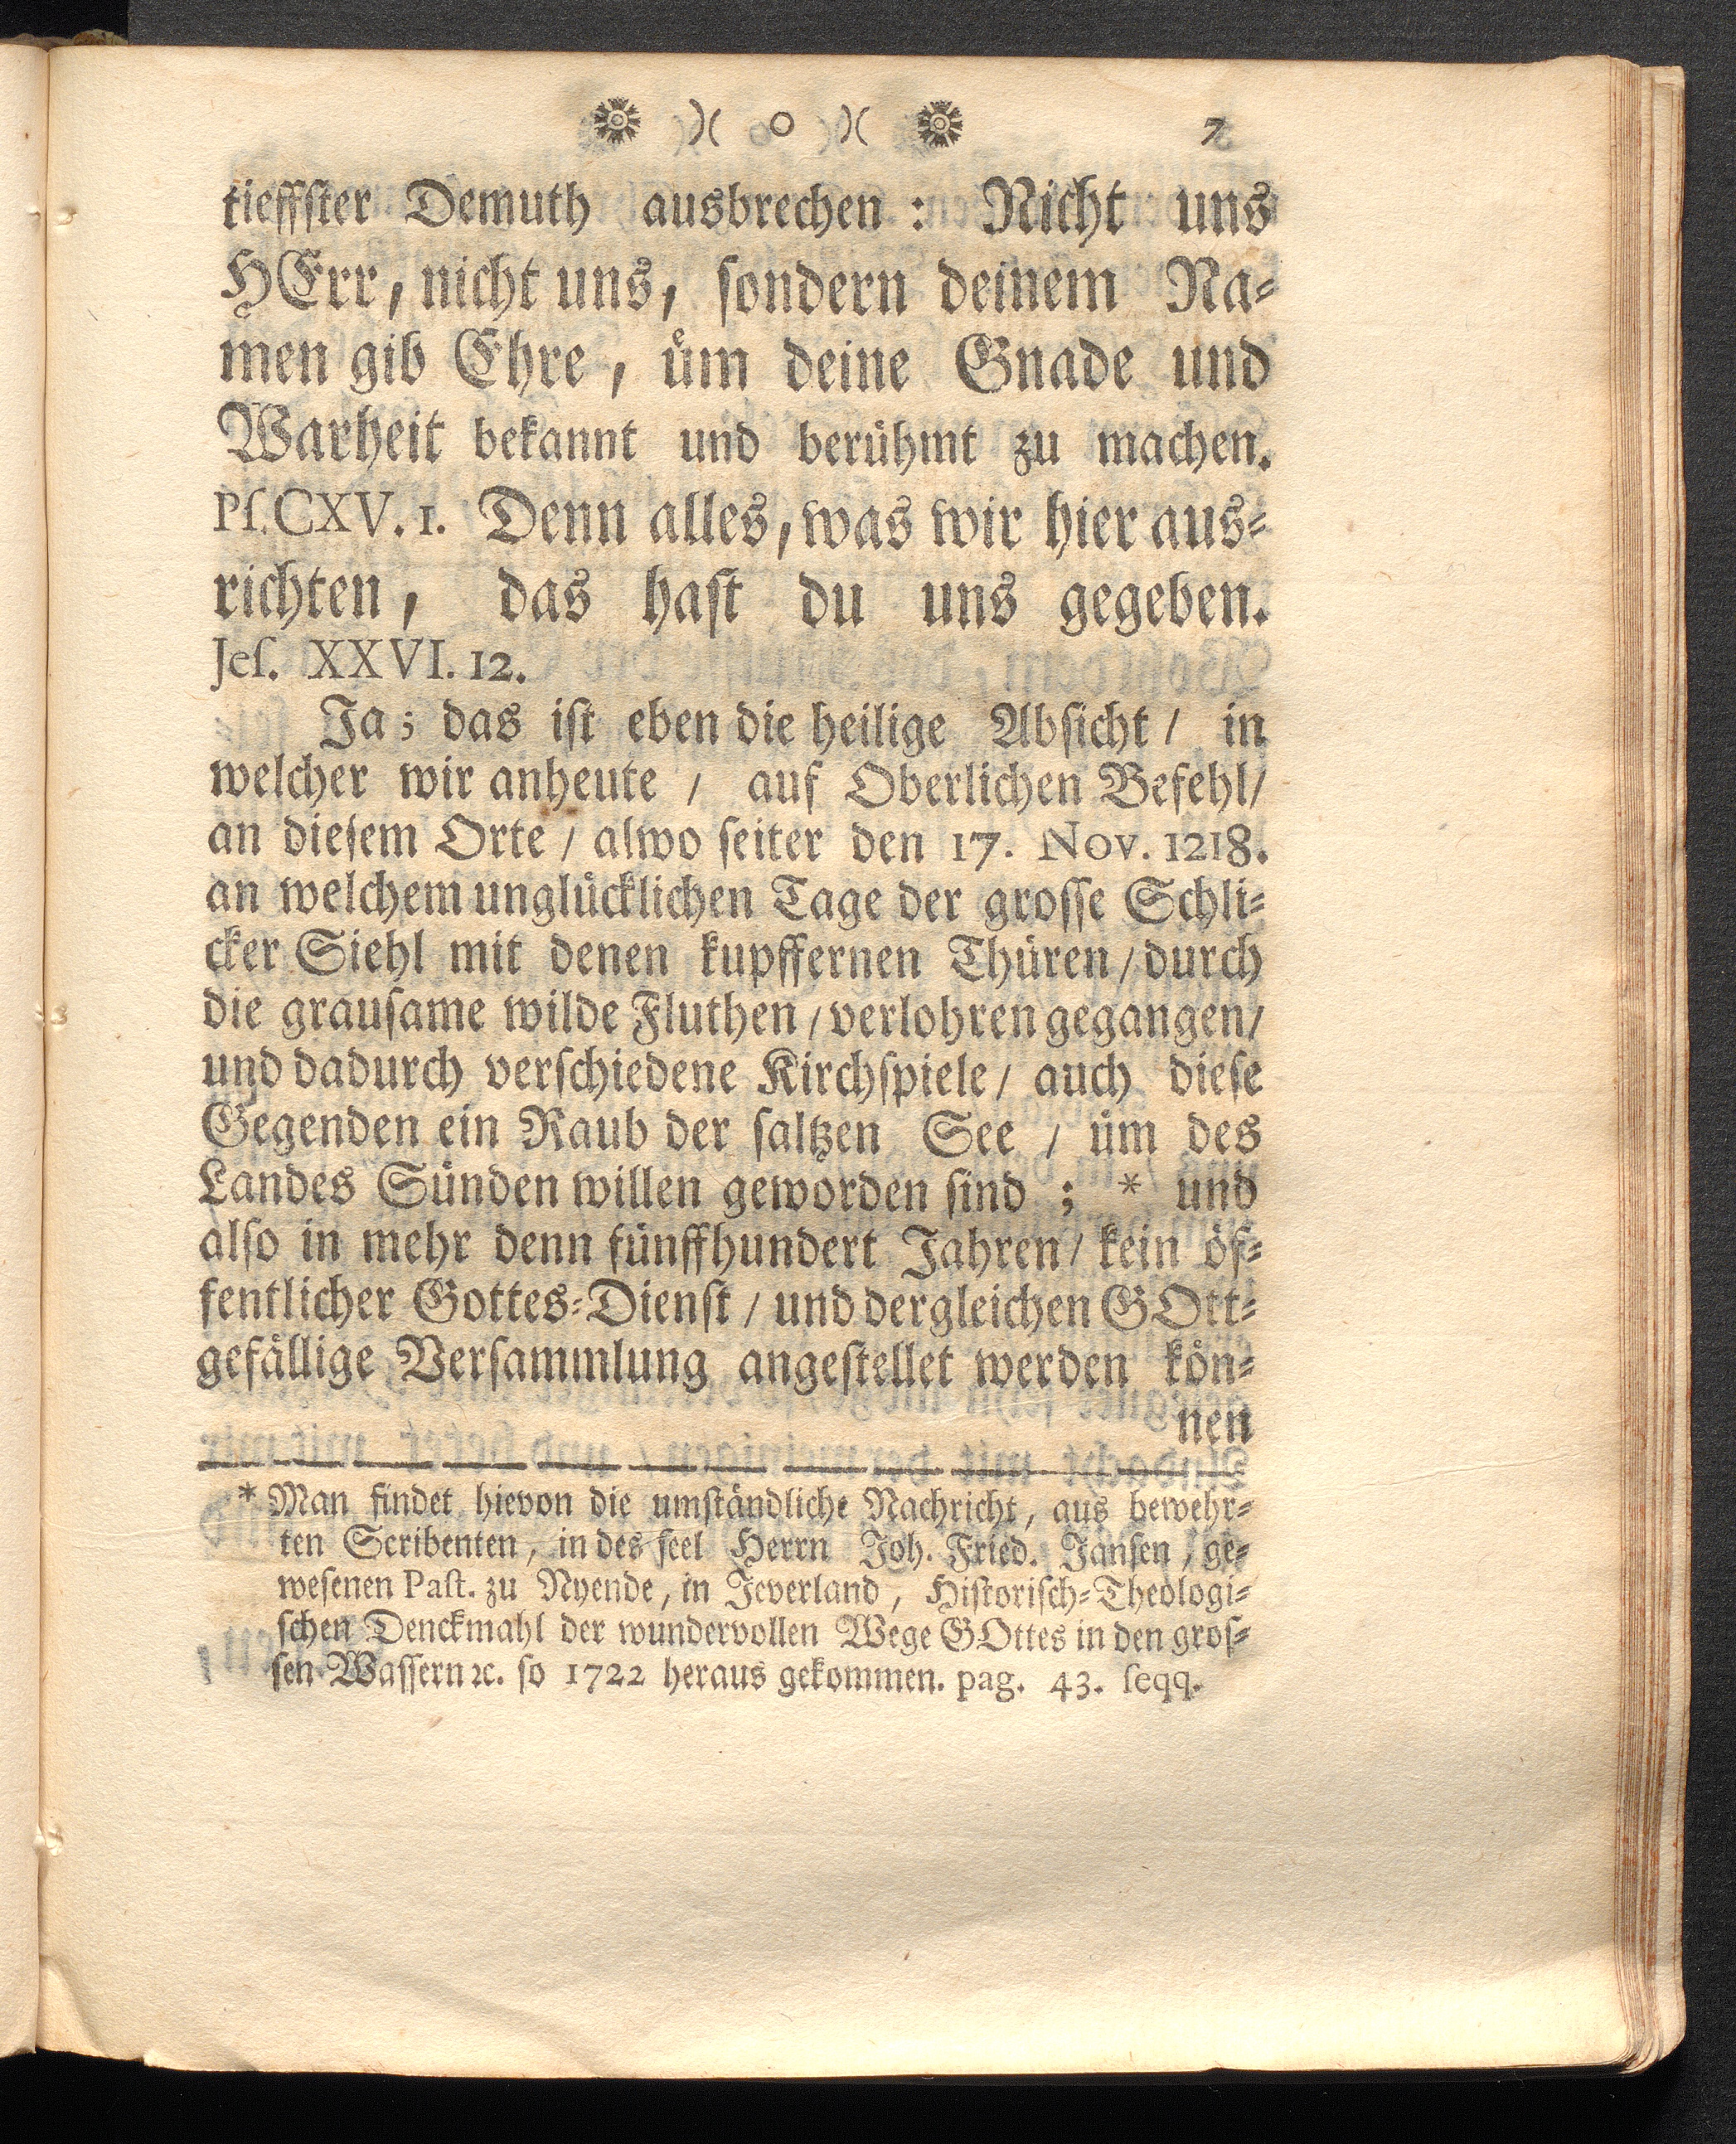 )( o )( 7
tieffster Demuth ausbrechen: Nicht uns
HErr, nicht uns, sondern deinem Na-
men gib Ehre, üm deine Gnade und
Warheit bekannt und berühmt zu machen.
Ps. CXV. 1. Denn alles, was wir hier aus-
richten, das hast du uns gegeben.
Jes. XXVI. 12.
Ja; das ist eben die heilige Absicht / in
welcher wir anheute / auf Oberlichen Befehl /
an diesem Orte / alwo seiter den 17. Nov. 1218.
an welchem unglücklichen Tage der grosse Schli-
cker Siehl mit denen kupffernen Thüren / durch
die grausame wilde Fluthen / verlohren gegangen /
und dadurch verschiedene Kirchspiele / auch diese
Gegenden ein Raub der saltzen See / üm des
Landes Sünden willen geworden sind ; * und
also in mehr denn fünffhundert Jahren / kein öf-
fentlicher Gottes-Dienst / und dergleichen GOtt-
gefällige Versammlung angestellet werden kön-
nen
* Man findet hievon die umständliche Nachricht, aus bewehr-
ten Scribenten, in des seel Herrn Joh. Fried. Jansen, ge-
wesenen Past. zu Nyende, in Jeverland, Historisch-Theologi-
schen Denckmahl der wundervollen Wege GOttes in den gros-
sen Wassern ꝛc. so 1722 heraus gekommen. pag. 43. seqq.